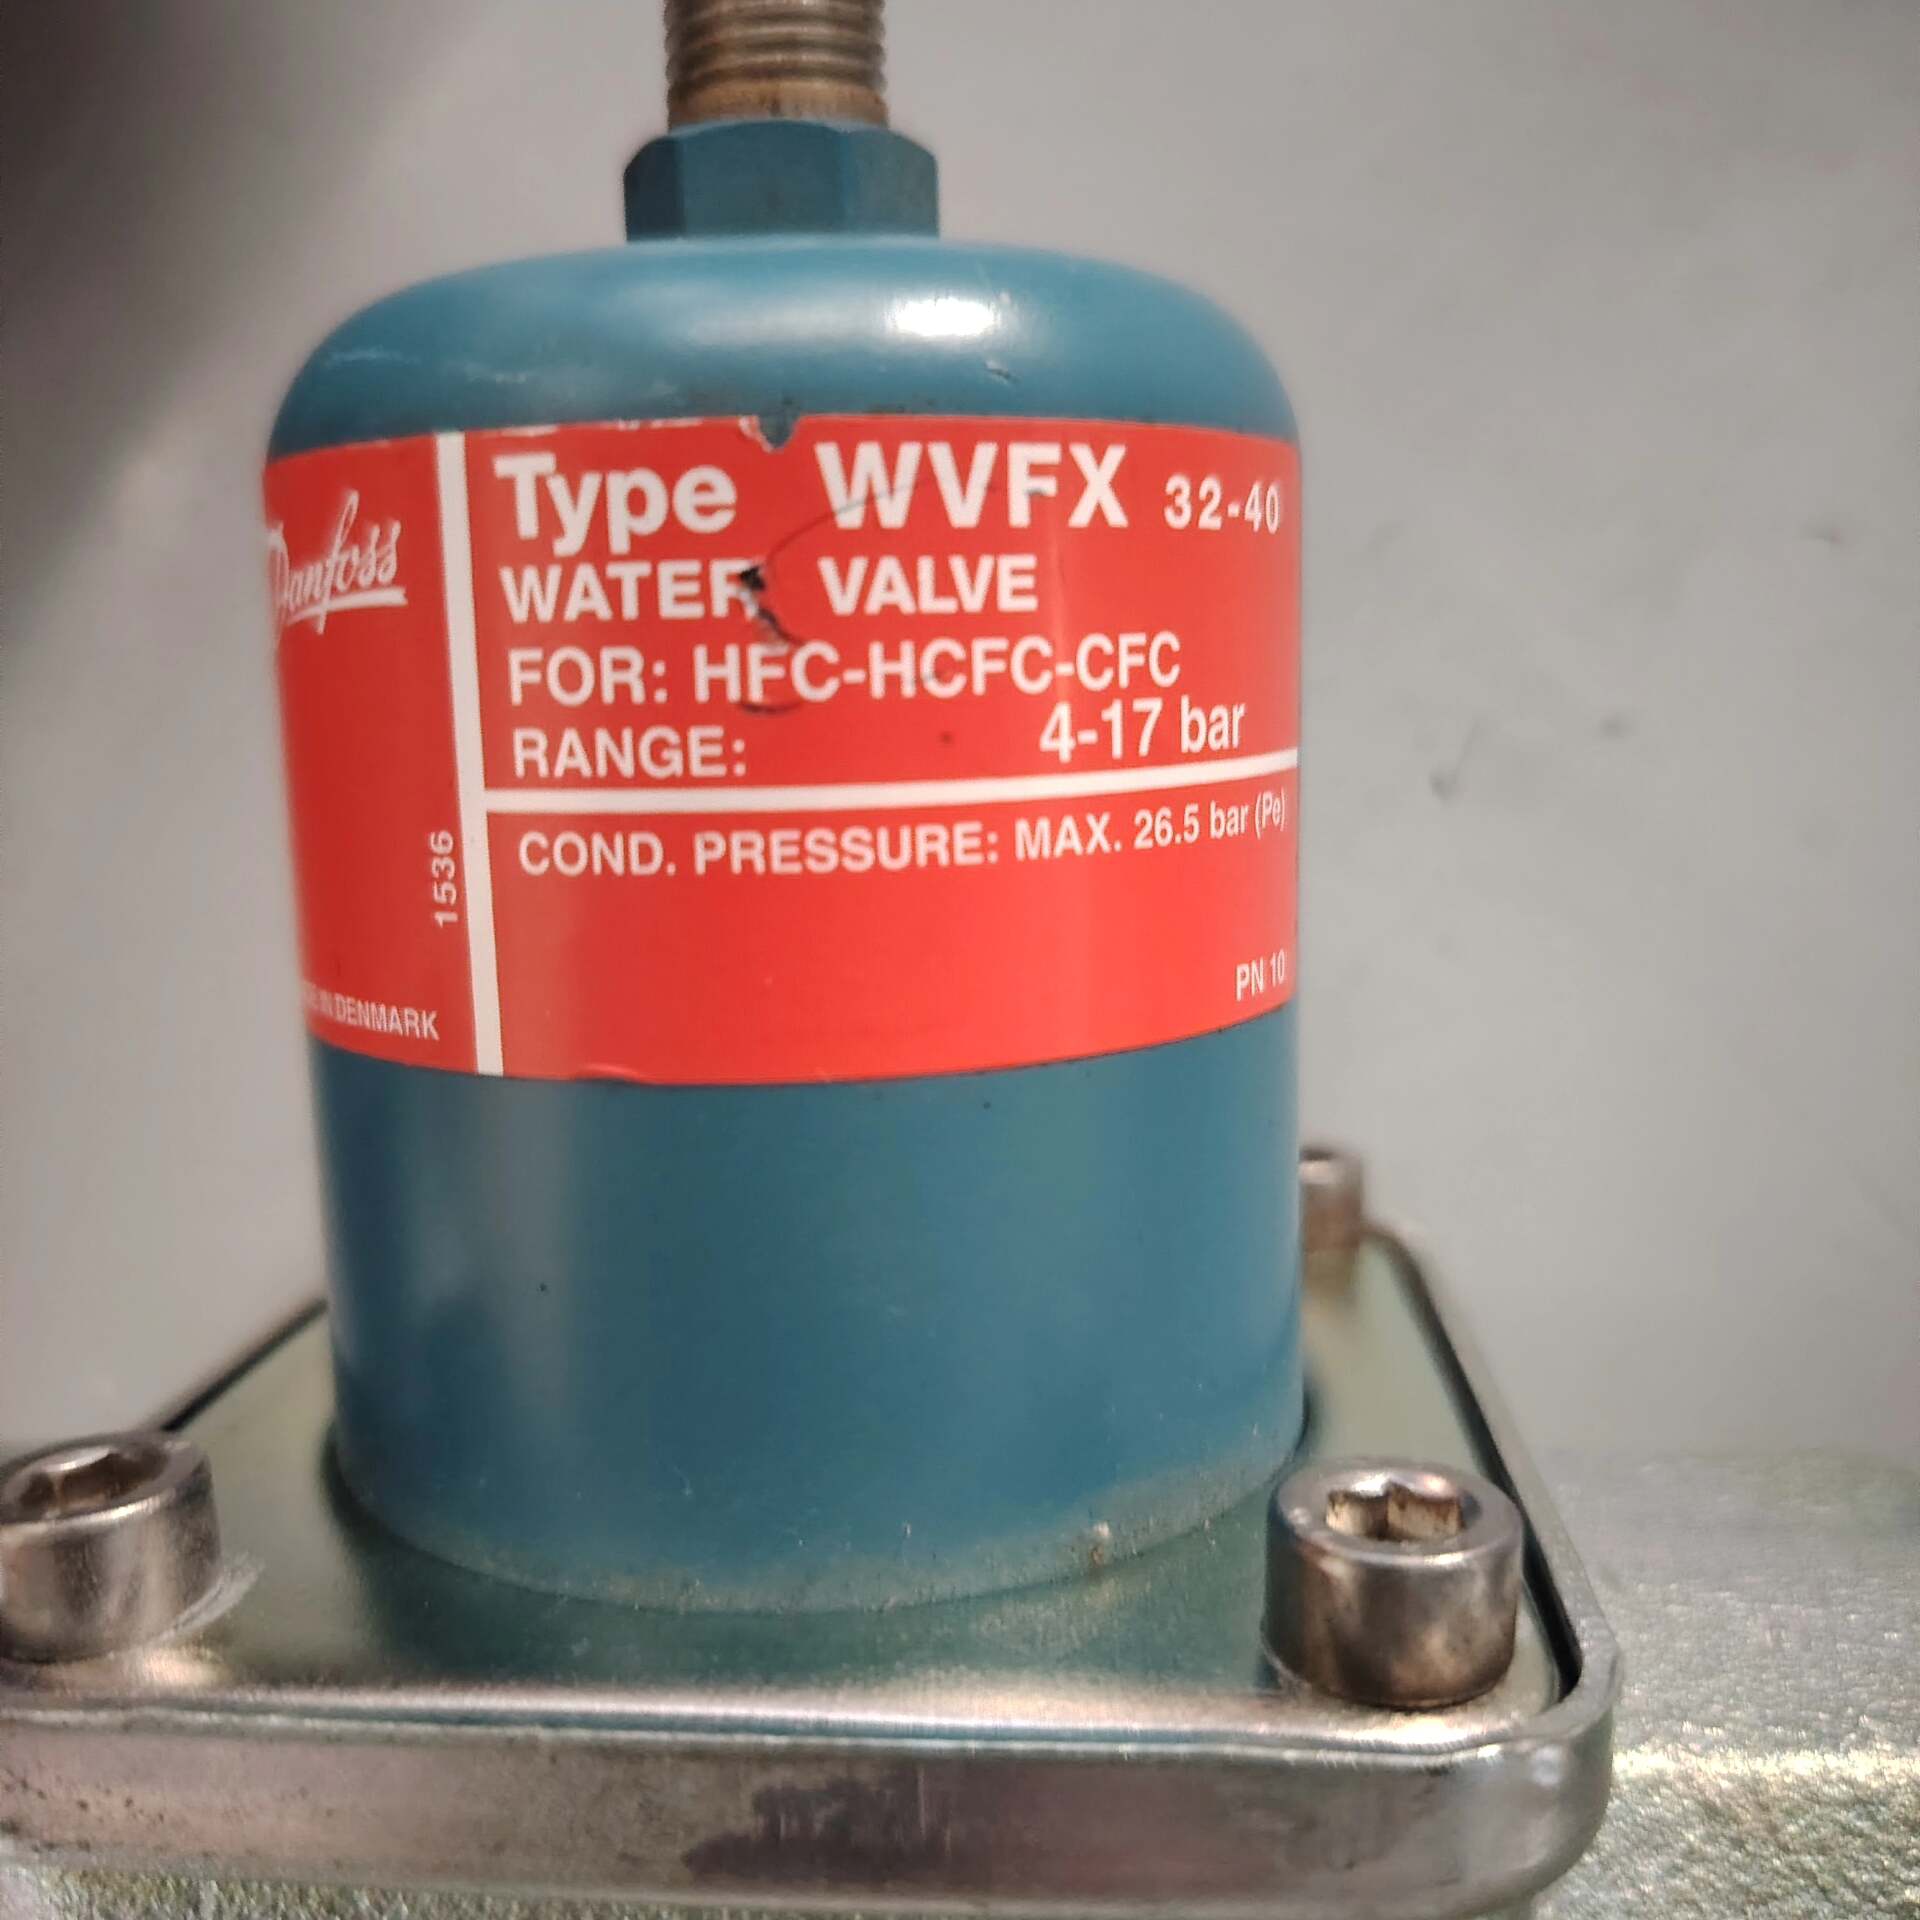 Danfoss
1536
IN DENMARK
Type WVFX 32-40
WATER VALVE
FOR: HFC-HCFC-CFC
RANGE: 4-17 bar
COND. PRESSURE: MAX. 26.5 bar (Pe)
PN 10